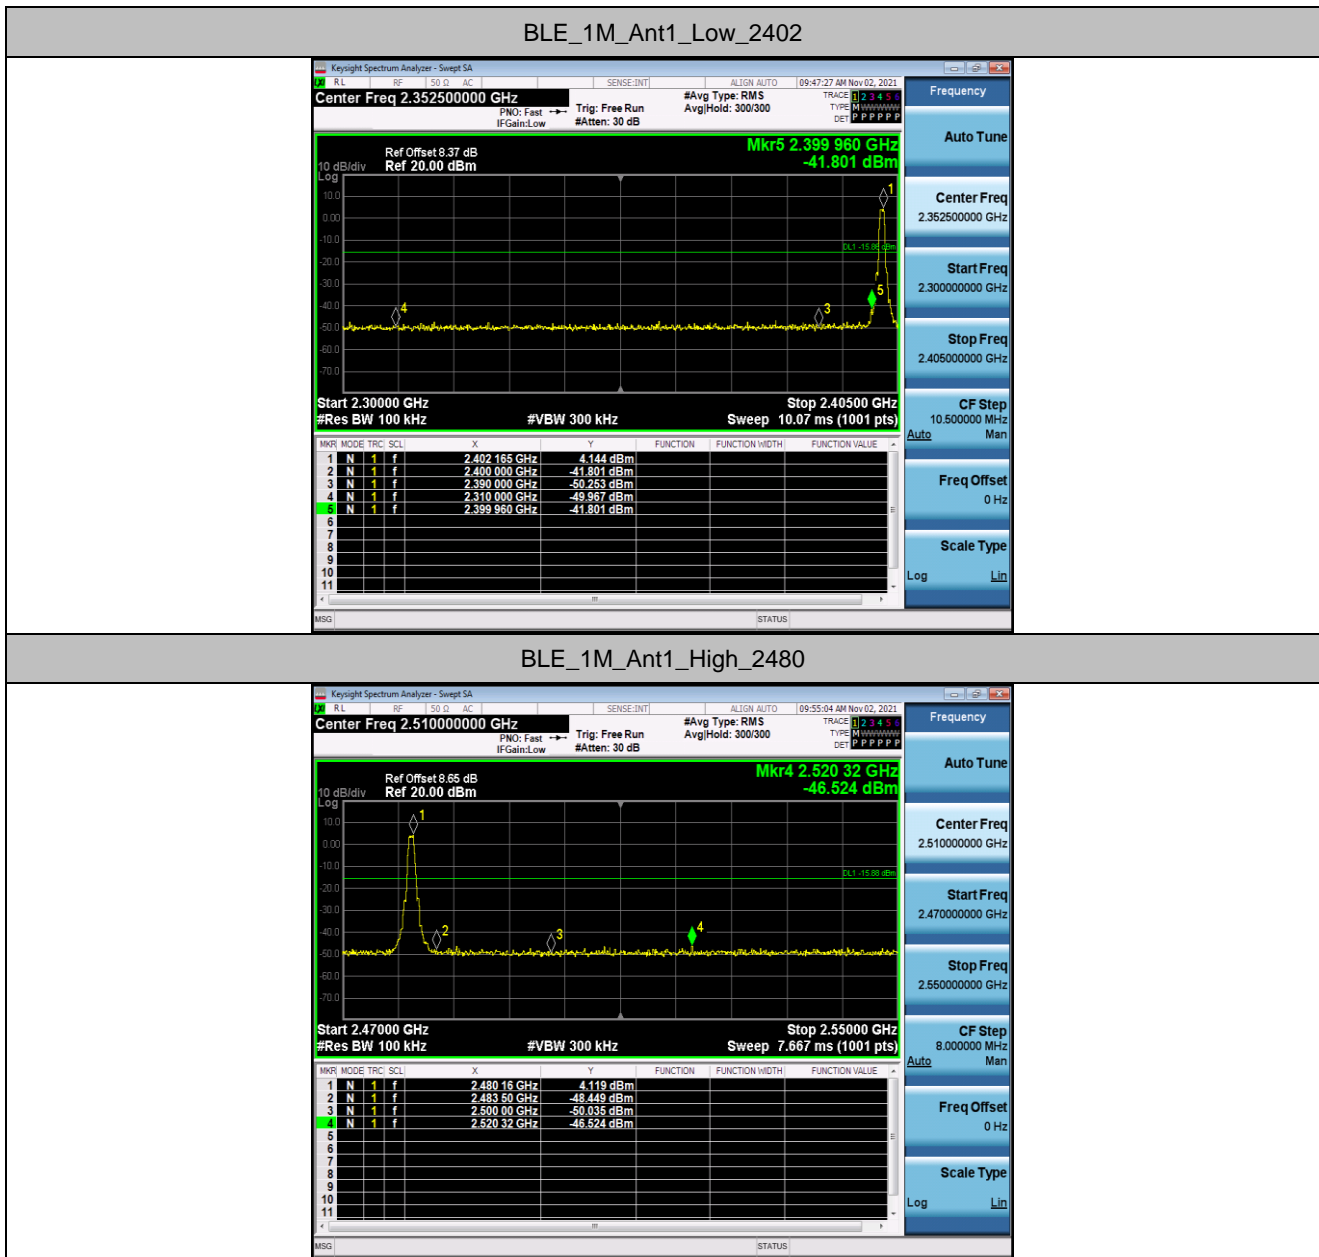 BLE_1M_Ant1_Low_2402
Keysight Spectrum Analyzer - Swept SA
RL RF 50 Ω AC SENSE:INT ALIGN AUTO 09:47:27 AM Nov 02, 2021
Center Freq 2.352500000 GHz
PNO: Fast
IFGain:Low
Trig: Free Run
#Atten: 30 dB
#Avg Type: RMS
Avg|Hold: 300/300
TRACE 1 2 3 4 5 6
TYPE M W W W W W
DET P P P P P P
Frequency
Auto Tune
Center Freq
2.352500000 GHz
Start Freq
2.300000000 GHz
Stop Freq
2.405000000 GHz
CF Step
10.500000 MHz
Auto Man
Freq Offset
0 Hz
Scale Type
Log Lin
Mkr5 2.399 960 GHz
-41.801 dBm
Ref Offset 8.37 dB
10 dB/div Ref 20.00 dBm
Log
10.0
0.00
-10.0
-20.0
-30.0
-40.0
-50.0
-60.0
-70.0
DL1 -15.86 dBm
1
5
3
4
Start 2.30000 GHz Stop 2.40500 GHz
#Res BW 100 kHz #VBW 300 kHz Sweep 10.07 ms (1001 pts)
MKR MODE TRC SCL X Y FUNCTION FUNCTION WIDTH FUNCTION VALUE
1 N 1 f 2.402 165 GHz 4.144 dBm
2 N 1 f 2.400 000 GHz -41.801 dBm
3 N 1 f 2.390 000 GHz -50.253 dBm
4 N 1 f 2.310 000 GHz -49.967 dBm
5 N 1 f 2.399 960 GHz -41.801 dBm
6
7
8
9
10
11
MSG STATUS
BLE_1M_Ant1_High_2480
Keysight Spectrum Analyzer - Swept SA
RL RF 50 Ω AC SENSE:INT ALIGN AUTO 09:55:04 AM Nov 02, 2021
Center Freq 2.510000000 GHz
PNO: Fast
IFGain:Low
Trig: Free Run
#Atten: 30 dB
#Avg Type: RMS
Avg|Hold: 300/300
TRACE 1 2 3 4 5 6
TYPE M W W W W W
DET P P P P P P
Frequency
Auto Tune
Center Freq
2.510000000 GHz
Start Freq
2.470000000 GHz
Stop Freq
2.550000000 GHz
CF Step
8.000000 MHz
Auto Man
Freq Offset
0 Hz
Scale Type
Log Lin
Mkr4 2.520 32 GHz
-46.524 dBm
Ref Offset 8.65 dB
10 dB/div Ref 20.00 dBm
Log
10.0
0.00
-10.0
-20.0
-30.0
-40.0
-50.0
-60.0
-70.0
DL1 -15.88 dBm
1
2
3
4
Start 2.47000 GHz Stop 2.55000 GHz
#Res BW 100 kHz #VBW 300 kHz Sweep 7.667 ms (1001 pts)
MKR MODE TRC SCL X Y FUNCTION FUNCTION WIDTH FUNCTION VALUE
1 N 1 f 2.480 16 GHz 4.119 dBm
2 N 1 f 2.483 50 GHz -48.449 dBm
3 N 1 f 2.500 00 GHz -50.035 dBm
4 N 1 f 2.520 32 GHz -46.524 dBm
5
6
7
8
9
10
11
MSG STATUS